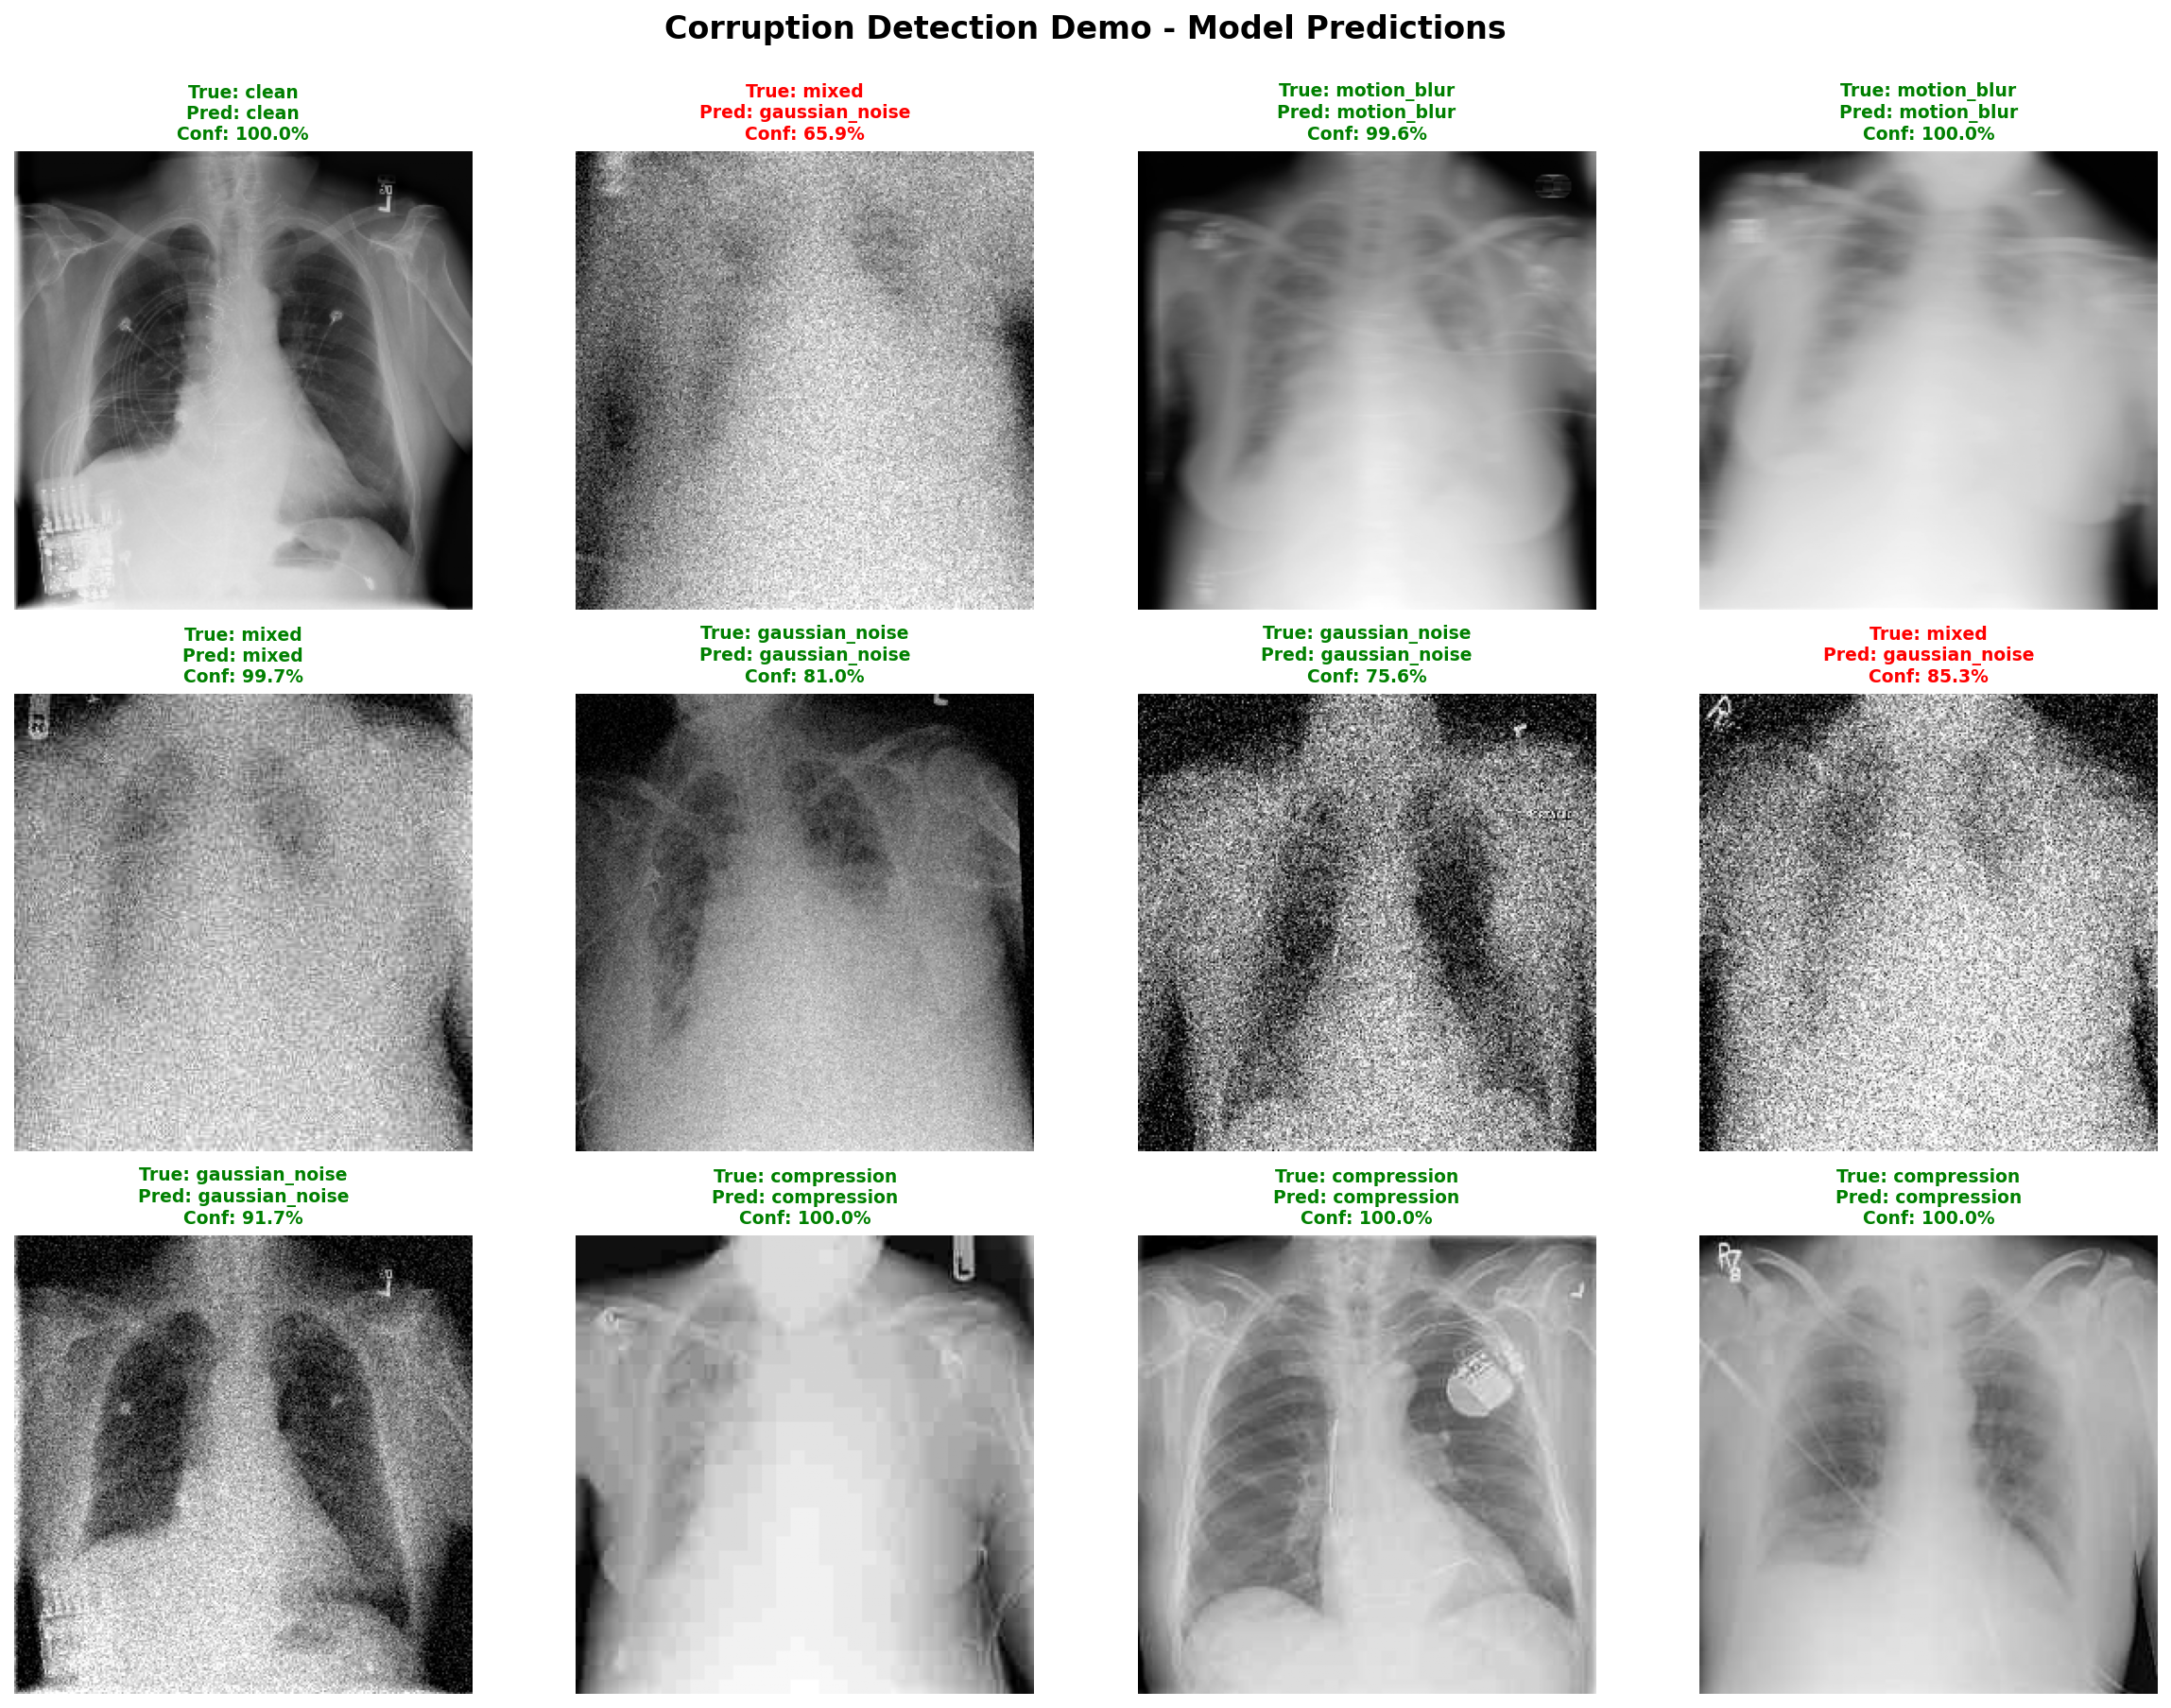 Corruption Detection Demo - Model Predictions
True: clean
Pred: clean
Conf: 100.0%
True: mixed
Pred: gaussian_noise
Conf: 65.9%
True: motion_blur
Pred: motion_blur
Conf: 99.6%
True: motion_blur
Pred: motion_blur
Conf: 100.0%
L
True: mixed
Pred: mixed
Conf: 99.7%
True: gaussian_noise
Pred: gaussian_noise
Conf: 81.0%
True: gaussian_noise
Pred: gaussian_noise
Conf: 75.6%
True: mixed
Pred: gaussian_noise
Conf: 85.3%
R
L
R
True: gaussian_noise
Pred: gaussian_noise
Conf: 91.7%
True: compression
Pred: compression
Conf: 100.0%
True: compression
Pred: compression
Conf: 100.0%
True: compression
Pred: compression
Conf: 100.0%
L
L
L